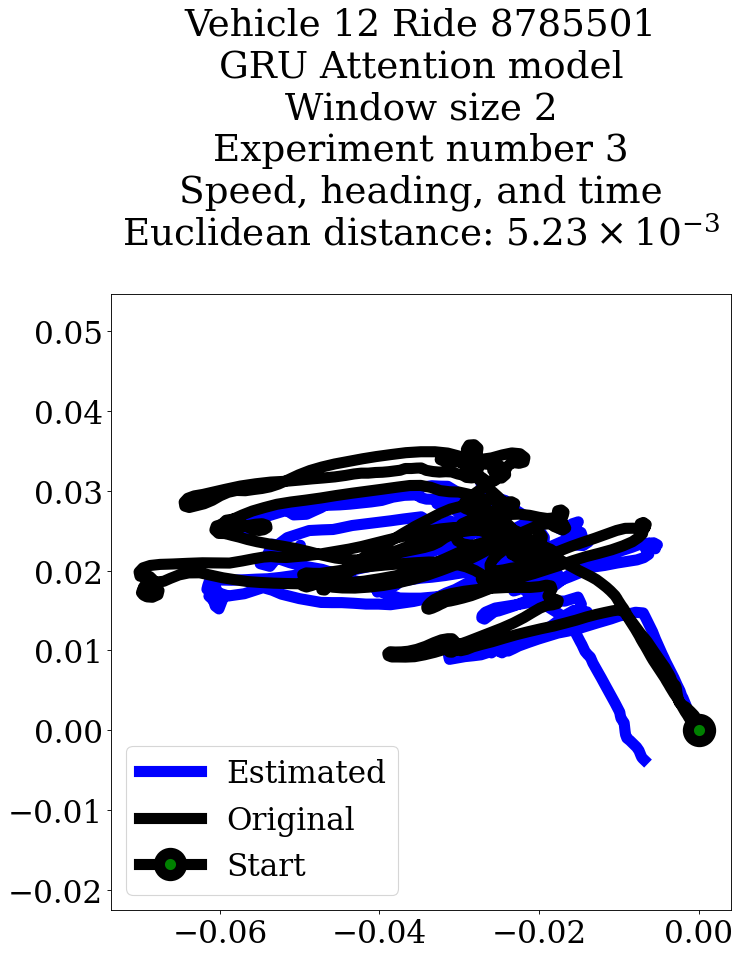 Vehicle 12 Ride 8785501
GRU Attention model
Window size 2
Experiment number 3
Speed, heading, and time
Euclidean distance: 5.23 × 10⁻³
0.05
0.04
0.03
0.02
0.01
0.00
−0.01
−0.02
Estimated
Original
Start
−0.06 −0.04 −0.02 0.00